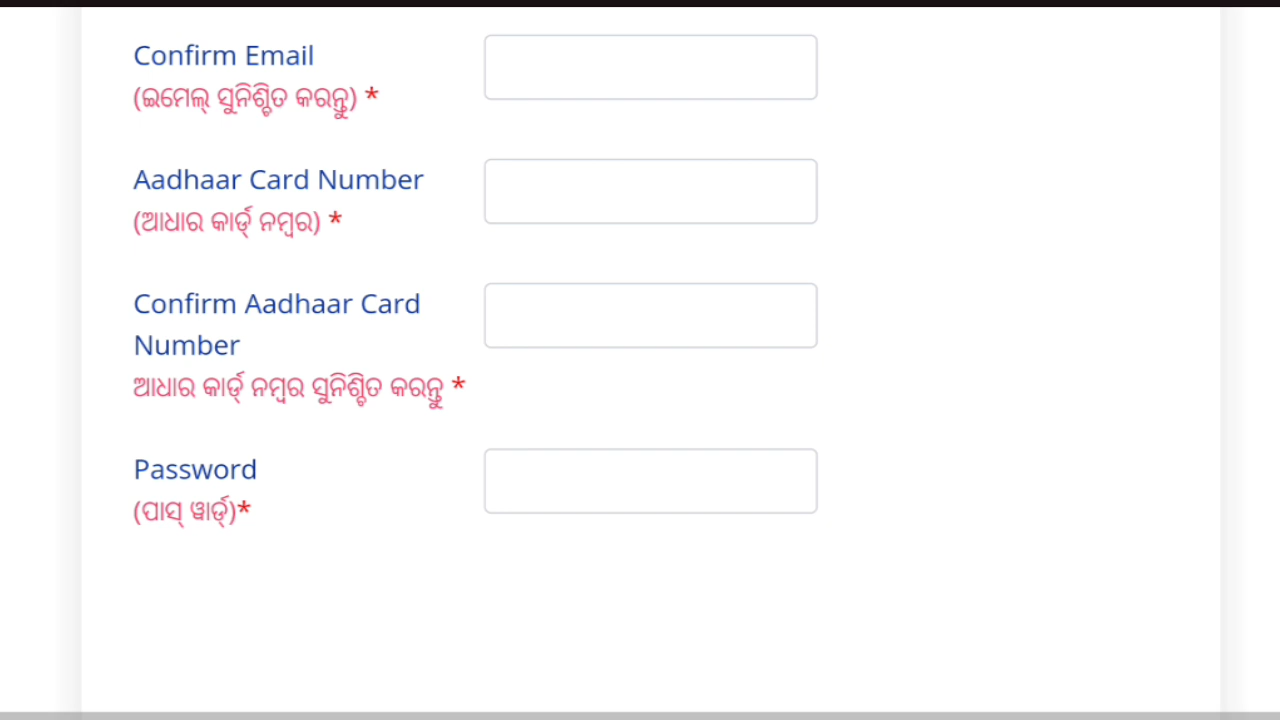 Confirm Email
(ଇମେଲ୍ ସୁନିଶ୍ଚିତ କରନ୍ତୁ) *
Aadhaar Card Number
(ଆଧାର କାର୍ଡ୍ ନମ୍ବର) *
Confirm Aadhaar Card
Number
ଆଧାର କାର୍ଡ୍ ନମ୍ବର ସୁନିଶ୍ଚିତ କରନ୍ତୁ *
Password
(ପାସ୍ ୱାର୍ଡ୍)*